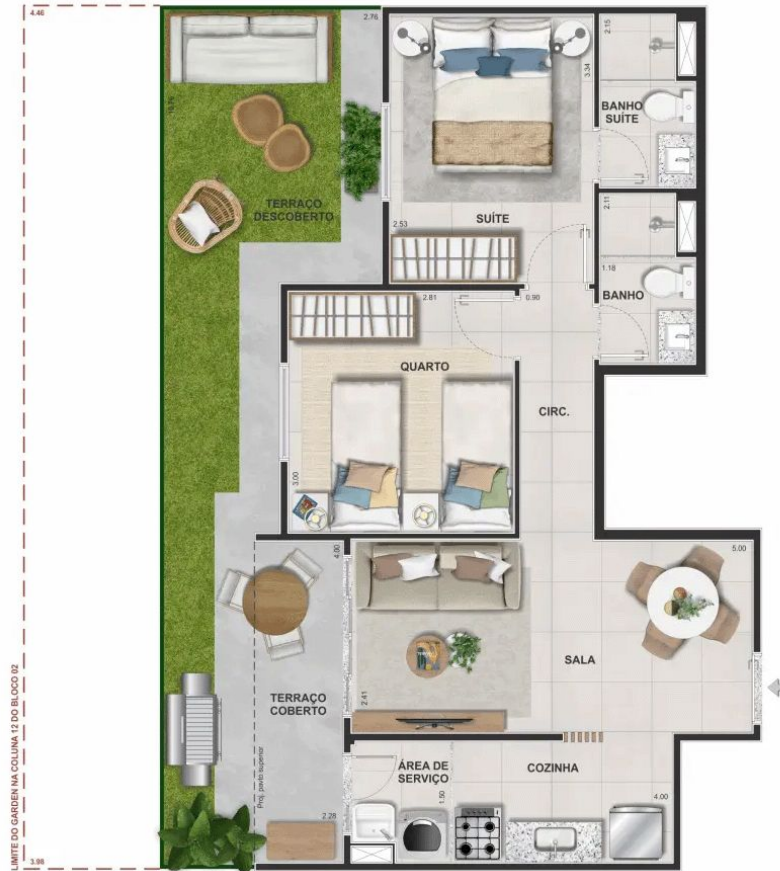 4.46
2.76
2.15
3.34
BANHO
SUÍTE
TERRAÇO
DESCOBERTO
SUÍTE
2.53
2.11
1.18
BANHO
2.81
0.90
QUARTO
CIRC.
3.00
4.00
5.00
SALA
2.41
TERRAÇO
COBERTO
ÁREA DE
SERVIÇO
COZINHA
1.50
4.00
Proj. pavto superior
2.28
LIMITE DO GARDEN NA COLUNA 12 DO BLOCO 02
3.98